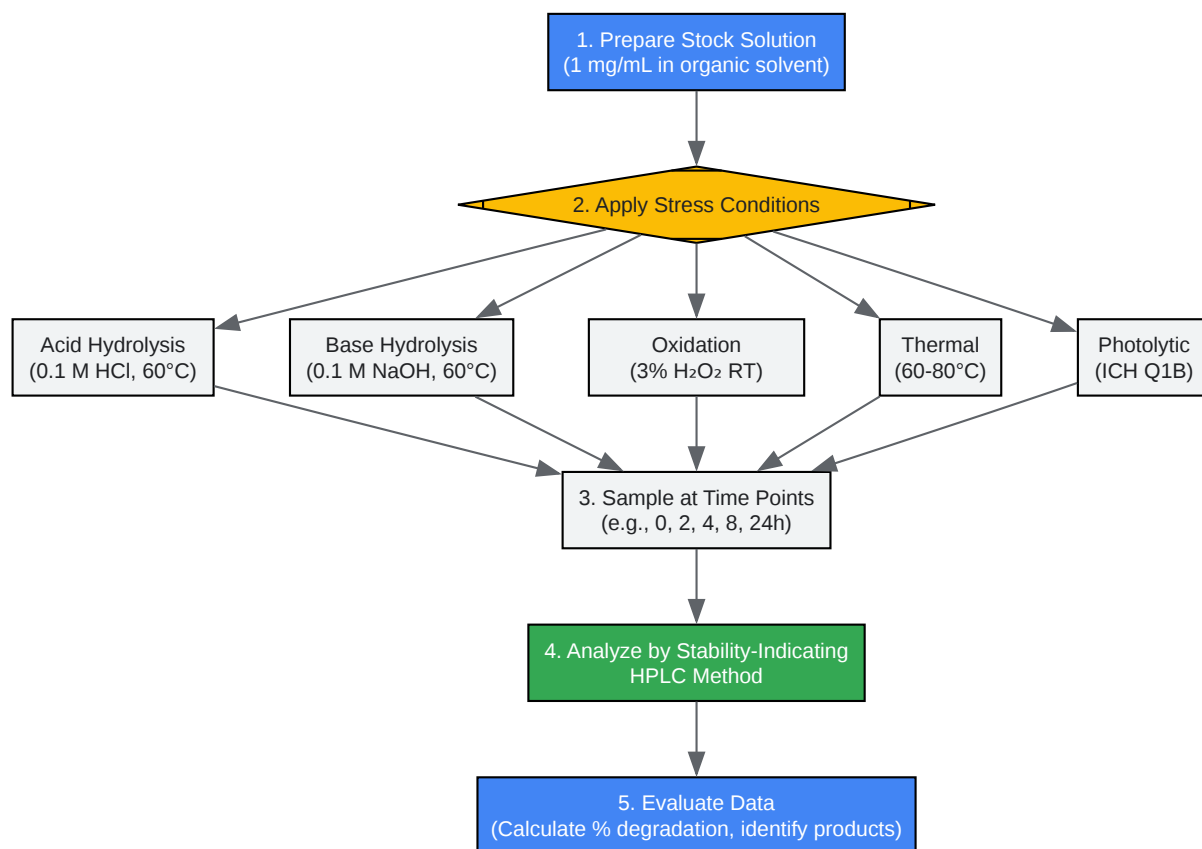 1. Prepare Stock Solution
(1 mg/mL in organic solvent)
2. Apply Stress Conditions
Acid Hydrolysis
(0.1 M HCl, 60°C)
Base Hydrolysis
(0.1 M NaOH, 60°C)
Oxidation
(3% H₂O₂ RT)
Thermal
(60-80°C)
Photolytic
(ICH Q1B)
3. Sample at Time Points
(e.g., 0, 2, 4, 8, 24h)
4. Analyze by Stability-Indicating
HPLC Method
5. Evaluate Data
(Calculate % degradation, identify products)